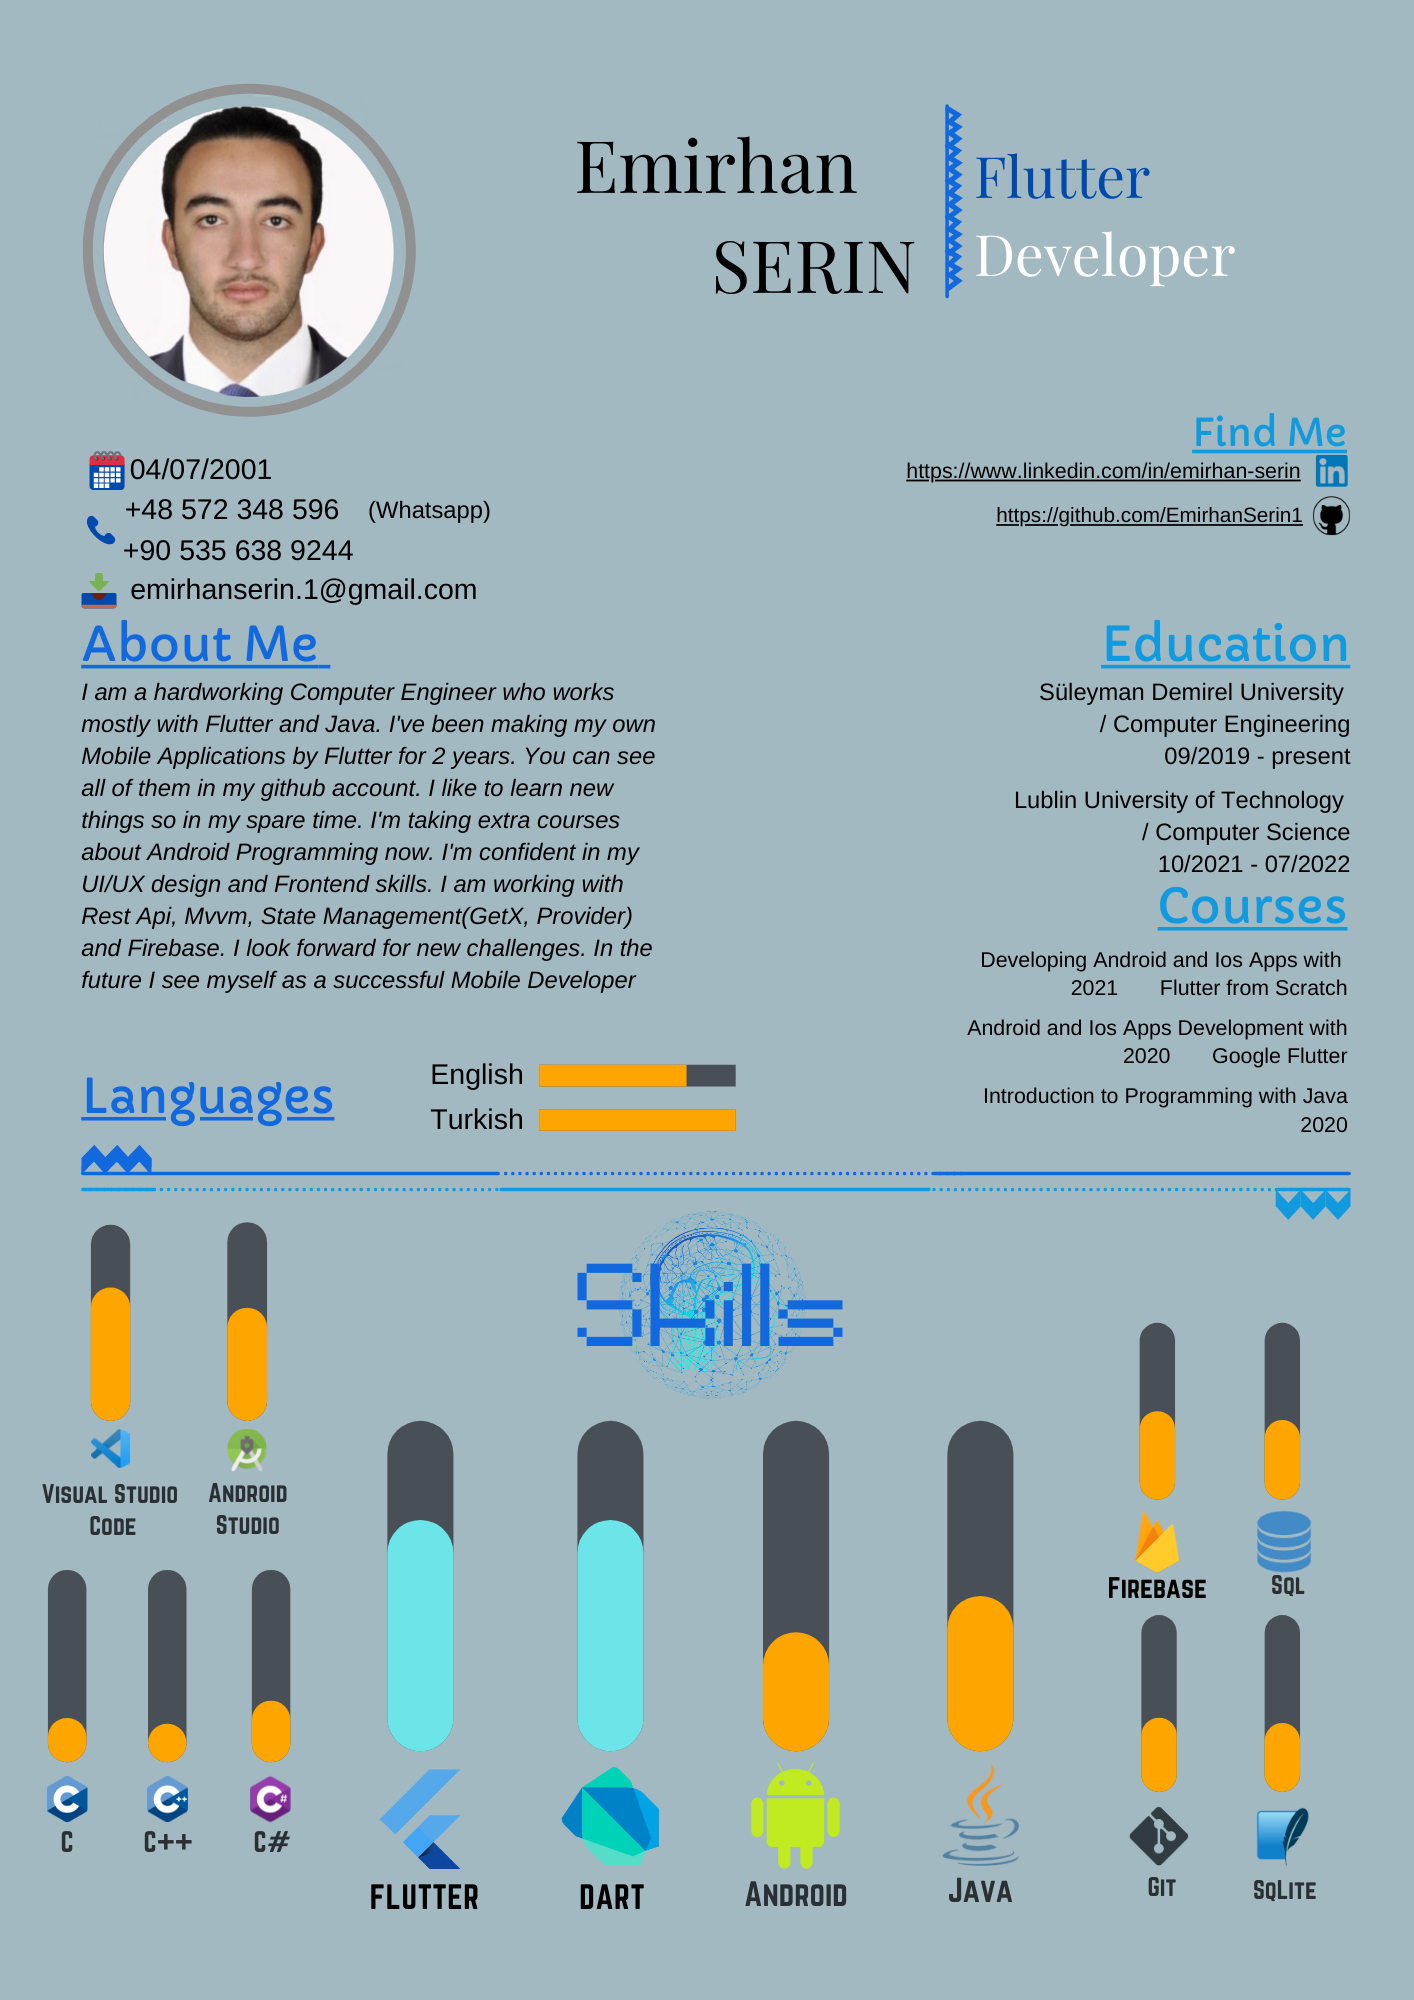 Emirhan
SERIN
Flutter
Developer
04/07/2001
+48 572 348 596 (Whatsapp)
+90 535 638 9244
emirhanserin.1@gmail.com
Find Me
https://www.linkedin.com/in/emirhan-serin
in
https://github.com/EmirhanSerin1
About Me
I am a hardworking Computer Engineer who works
mostly with Flutter and Java. I've been making my own
Mobile Applications by Flutter for 2 years. You can see
all of them in my github account. I like to learn new
things so in my spare time. I'm taking extra courses
about Android Programming now. I'm confident in my
UI/UX design and Frontend skills. I am working with
Rest Api, Mvvm, State Management(GetX, Provider)
and Firebase. I look forward for new challenges. In the
future I see myself as a successful Mobile Developer
Education
Süleyman Demirel University
/ Computer Engineering
09/2019 - present
Lublin University of Technology
/ Computer Science
10/2021 - 07/2022
Courses
Developing Android and Ios Apps with
2021 Flutter from Scratch
Android and Ios Apps Development with
2020 Google Flutter
Introduction to Programming with Java
2020
Languages
English
Turkish
Skills
Visual Studio
Code
Android
Studio
Firebase
Sql
C
C++
C#
C
C++
C#
FLUTTER
DART
Android
Java
Git
SqLite